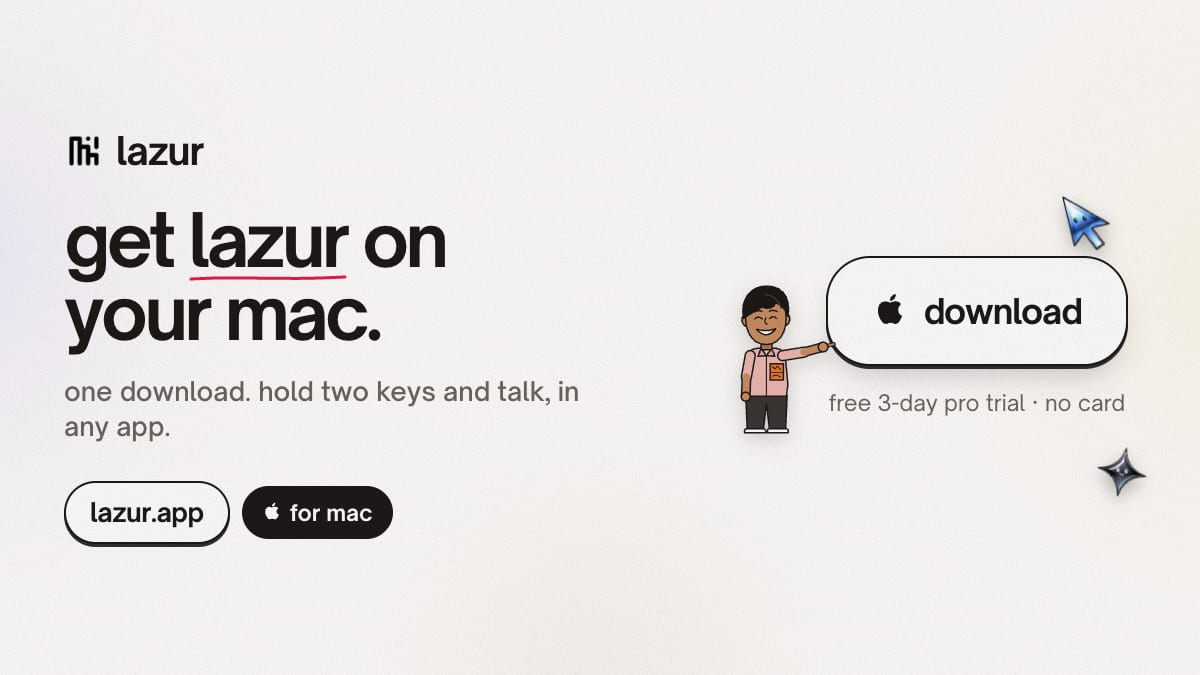 lazur
get lazur on
your mac.
one download. hold two keys and talk, in
any app.
lazur.app
for mac
download
free 3-day pro trial · no card